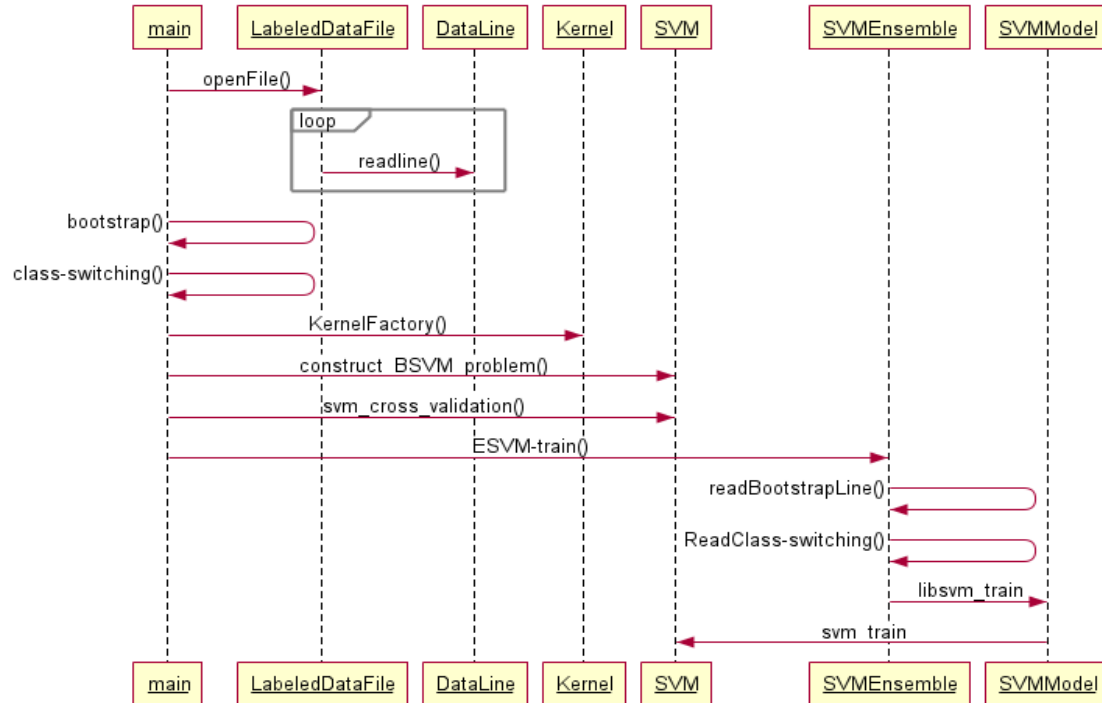 main LabeledDataFile DataLine Kernel SVM SVMEnsemble SVMModel
openFile()
loop
readline()
bootstrap()
class-switching()
KernelFactory()
construct_BSVM_problem()
svm_cross_validation()
ESVM-train()
readBootstrapLine()
ReadClass-switching()
libsvm_train
svm_train
main LabeledDataFile DataLine Kernel SVM SVMEnsemble SVMModel